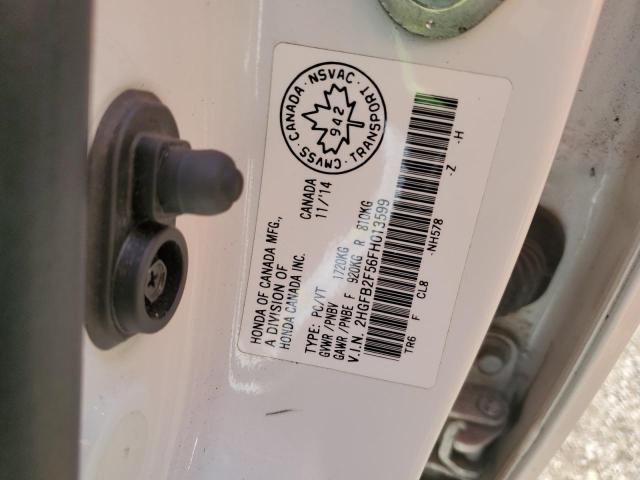 HONDA OF CANADA MFG.,
A DIVISION OF
HONDA CANADA INC.
CANADA
11/'14
CANADA · NSVAC · TRANSPORT · CMVSS ·
942
TYPE: PC/VT
GVWR /PNBV 1720KG
GAWR /PNBE F 920KG R 810KG
V.I.N. 2HGFB2F56FH013599
TR6 F CL8 -NH578 -Z -H